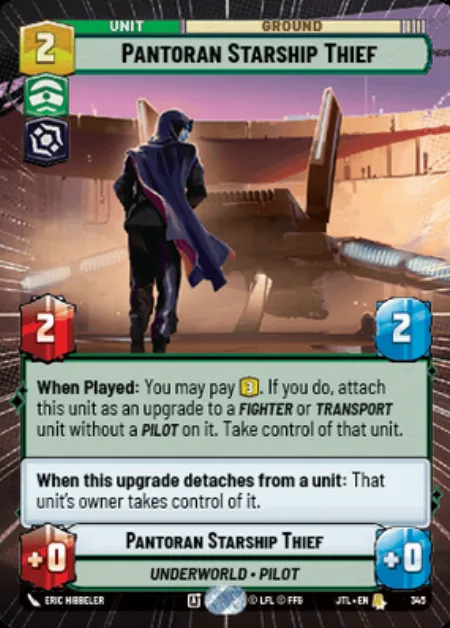 UNIT
GROUND
2
PANTORAN STARSHIP THIEF
2
2
When Played: You may pay 3. If you do, attach
this unit as an upgrade to a FIGHTER or TRANSPORT
unit without a PILOT on it. Take control of that unit.
When this upgrade detaches from a unit: That
unit's owner takes control of it.
+0
PANTORAN STARSHIP THIEF
+0
UNDERWORLD • PILOT
ERIC HIBBELER
© LFL © FFG
JTL • EN
345